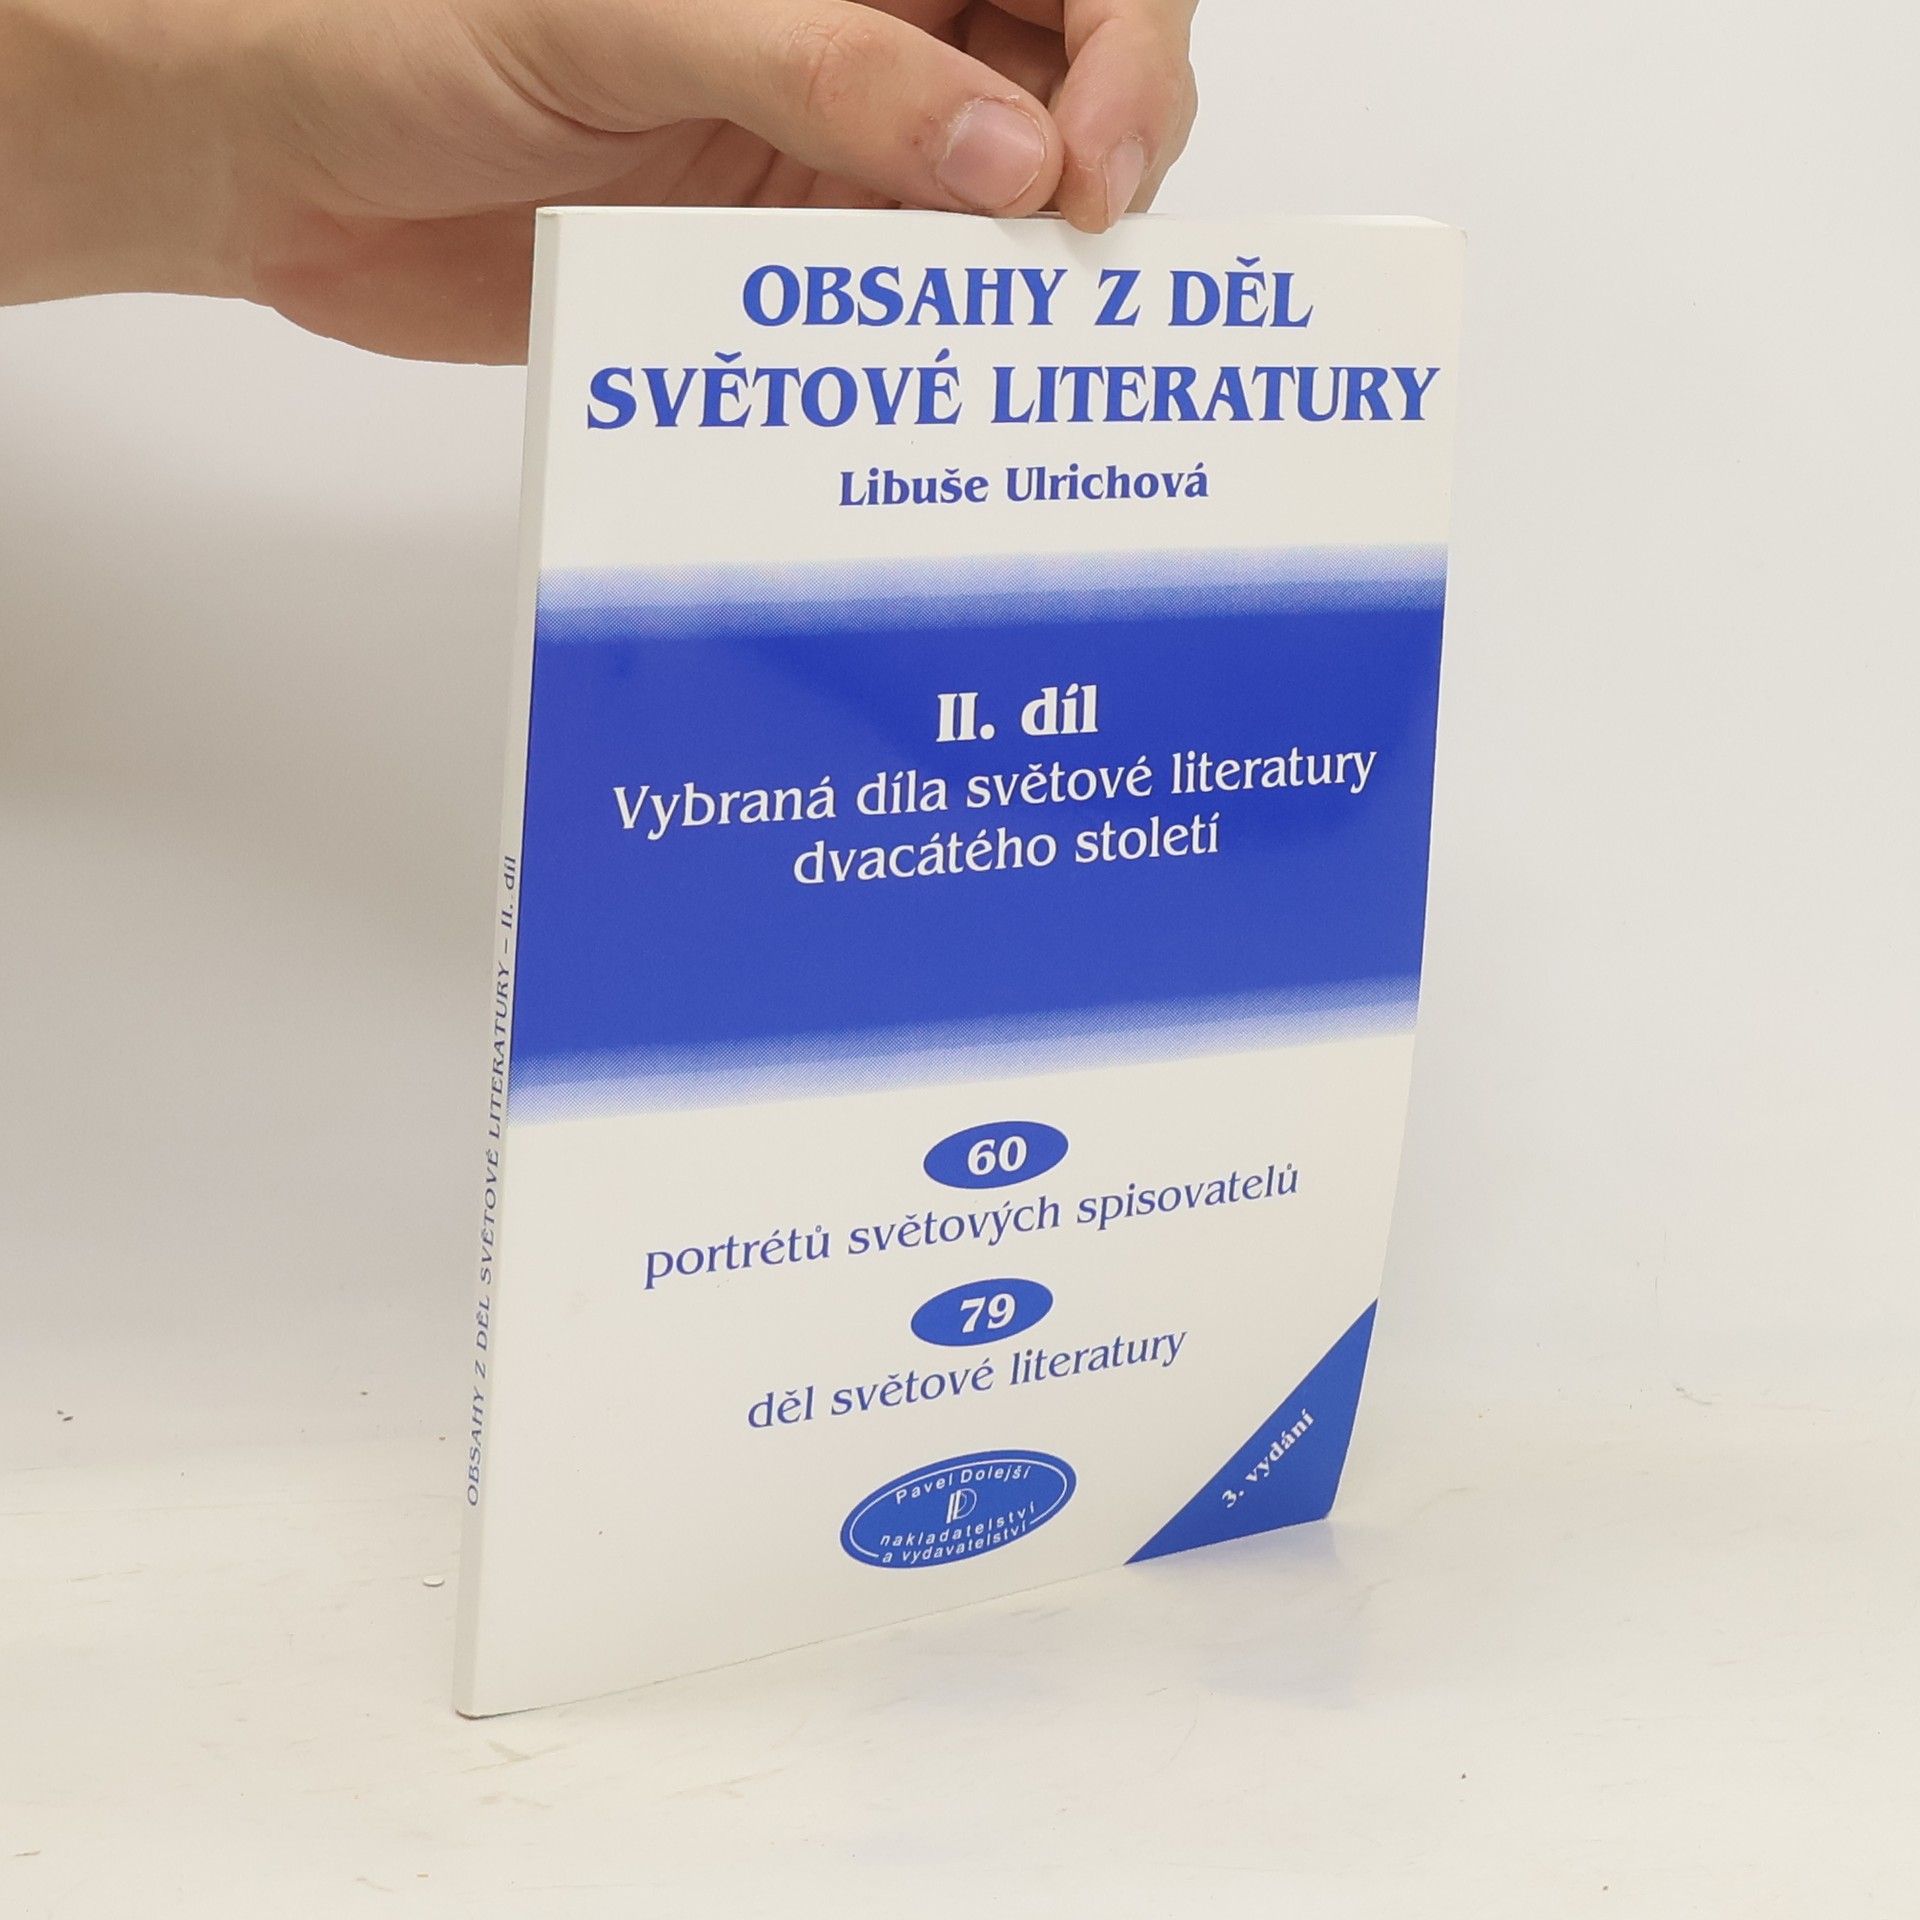 OBSAHY Z DĚL
SVĚTOVÉ LITERATURY
Libuše Ulrichová
II. díl
Vybraná díla světové literatury
dvacátého století
60
portrétů světových spisovatelů
79
děl světové literatury
Pavel Dolejší
nakladatelství
a vydavatelství
3. vydání
OBSAHY Z DĚL SVĚTOVÉ LITERATURY – II. díl